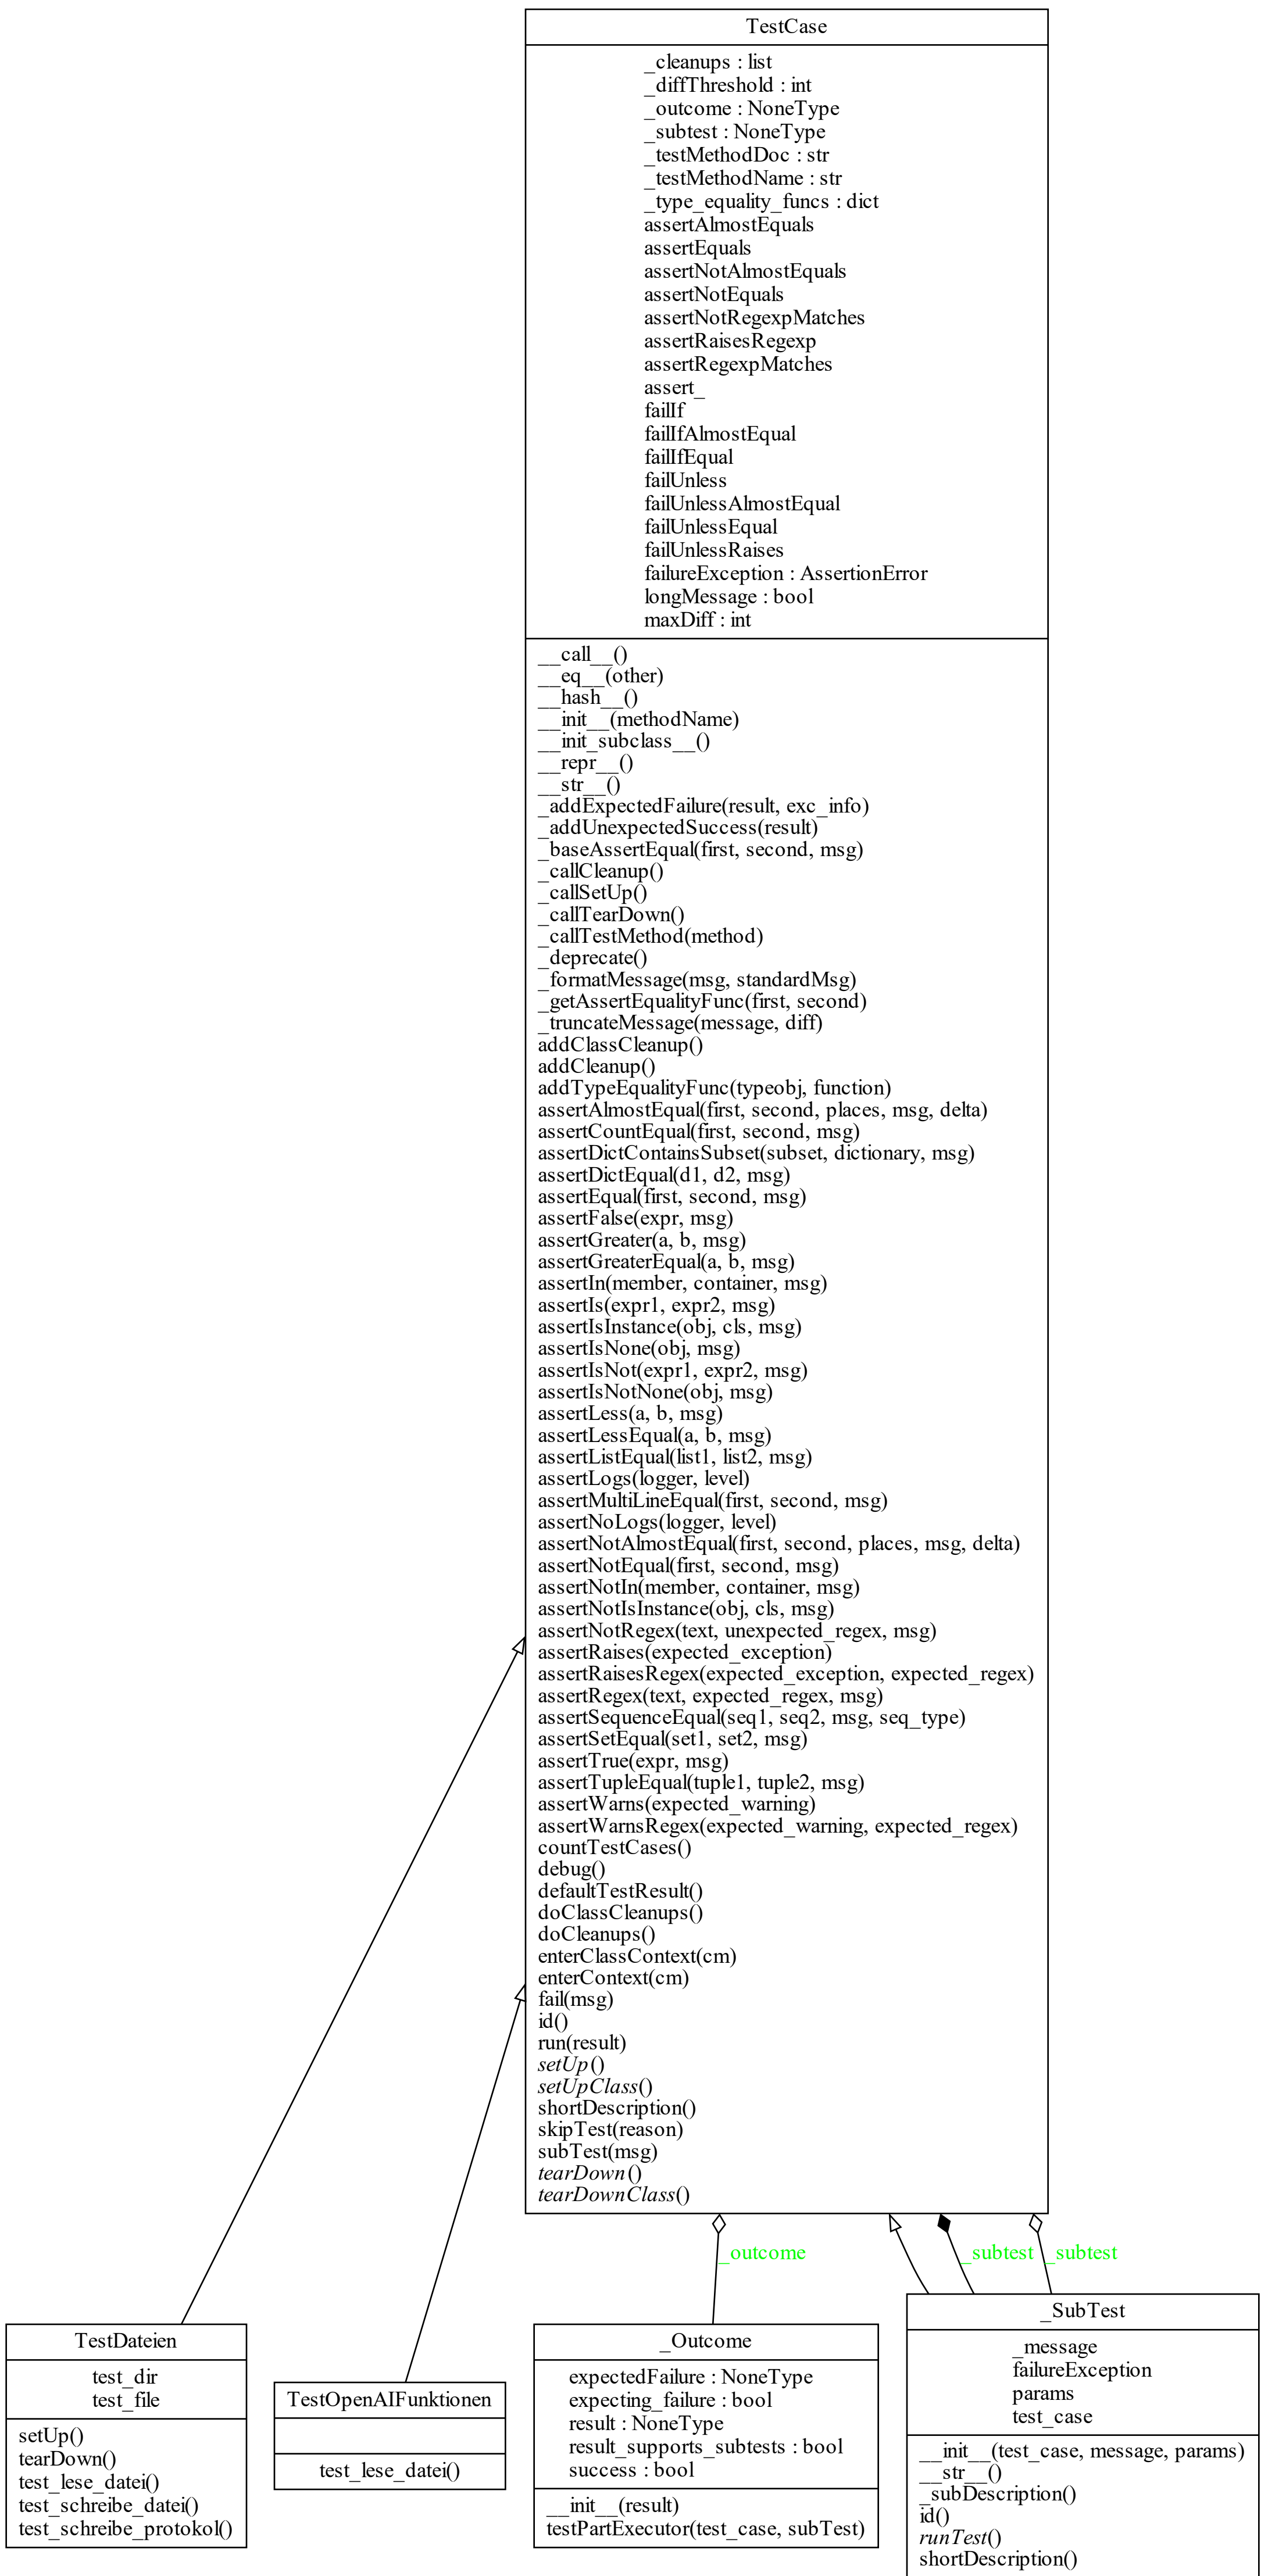 TestCase
_cleanups : list
_diffThreshold : int
_outcome : NoneType
_subtest : NoneType
_testMethodDoc : str
_testMethodName : str
_type_equality_funcs : dict
assertAlmostEquals
assertEquals
assertNotAlmostEquals
assertNotEquals
assertNotRegexpMatches
assertRaisesRegexp
assertRegexpMatches
assert_
failIf
failIfAlmostEqual
failIfEqual
failUnless
failUnlessAlmostEqual
failUnlessEqual
failUnlessRaises
failureException : AssertionError
longMessage : bool
maxDiff : int
__call__()
__eq__(other)
__hash__()
__init__(methodName)
__init_subclass__()
__repr__()
__str__()
_addExpectedFailure(result, exc_info)
_addUnexpectedSuccess(result)
_baseAssertEqual(first, second, msg)
_callCleanup()
_callSetUp()
_callTearDown()
_callTestMethod(method)
_deprecate()
_formatMessage(msg, standardMsg)
_getAssertEqualityFunc(first, second)
_truncateMessage(message, diff)
addClassCleanup()
addCleanup()
addTypeEqualityFunc(typeobj, function)
assertAlmostEqual(first, second, places, msg, delta)
assertCountEqual(first, second, msg)
assertDictContainsSubset(subset, dictionary, msg)
assertDictEqual(d1, d2, msg)
assertEqual(first, second, msg)
assertFalse(expr, msg)
assertGreater(a, b, msg)
assertGreaterEqual(a, b, msg)
assertIn(member, container, msg)
assertIs(expr1, expr2, msg)
assertIsInstance(obj, cls, msg)
assertIsNone(obj, msg)
assertIsNot(expr1, expr2, msg)
assertIsNotNone(obj, msg)
assertLess(a, b, msg)
assertLessEqual(a, b, msg)
assertListEqual(list1, list2, msg)
assertLogs(logger, level)
assertMultiLineEqual(first, second, msg)
assertNoLogs(logger, level)
assertNotAlmostEqual(first, second, places, msg, delta)
assertNotEqual(first, second, msg)
assertNotIn(member, container, msg)
assertNotIsInstance(obj, cls, msg)
assertNotRegex(text, unexpected_regex, msg)
assertRaises(expected_exception)
assertRaisesRegex(expected_exception, expected_regex)
assertRegex(text, expected_regex, msg)
assertSequenceEqual(seq1, seq2, msg, seq_type)
assertSetEqual(set1, set2, msg)
assertTrue(expr, msg)
assertTupleEqual(tuple1, tuple2, msg)
assertWarns(expected_warning)
assertWarnsRegex(expected_warning, expected_regex)
countTestCases()
debug()
defaultTestResult()
doClassCleanups()
doCleanups()
enterClassContext(cm)
enterContext(cm)
fail(msg)
id()
run(result)
setUp()
setUpClass()
shortDescription()
skipTest(reason)
subTest(msg)
tearDown()
tearDownClass()
_outcome
_subtest
_subtest
TestDateien
test_dir
test_file
setUp()
tearDown()
test_lese_datei()
test_schreibe_datei()
test_schreibe_protokol()
TestOpenAIFunktionen
test_lese_datei()
_Outcome
expectedFailure : NoneType
expecting_failure : bool
result : NoneType
result_supports_subtests : bool
success : bool
__init__(result)
testPartExecutor(test_case, subTest)
_SubTest
_message
failureException
params
test_case
__init__(test_case, message, params)
__str__()
_subDescription()
id()
runTest()
shortDescription()